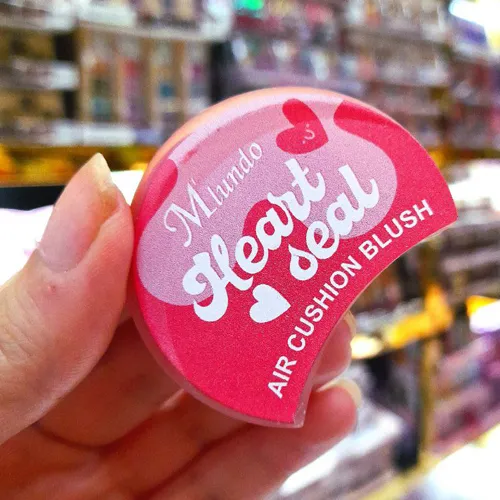 Mlundo
Heart
seal
AIR CUSHION BLUSH